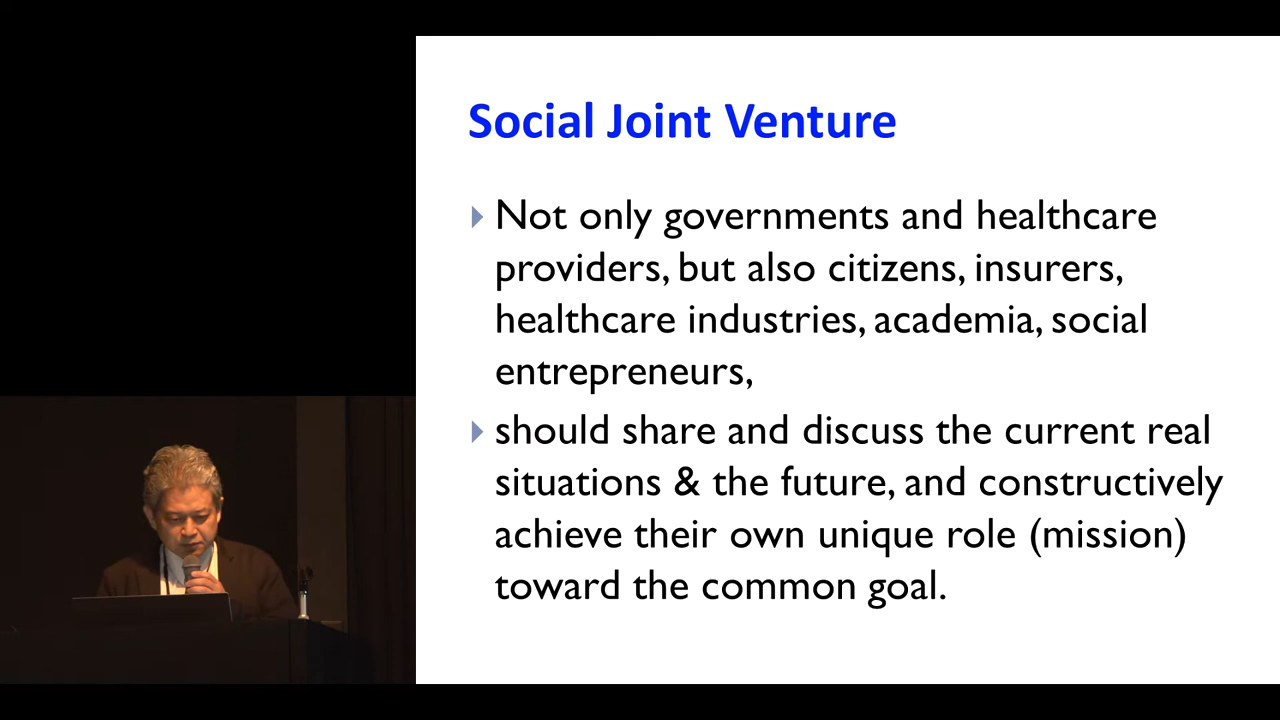 Social Joint Venture
Not only governments and healthcare
providers, but also citizens, insurers,
healthcare industries, academia, social
entrepreneurs,
should share and discuss the current real
situations & the future, and constructively
achieve their own unique role (mission)
toward the common goal.